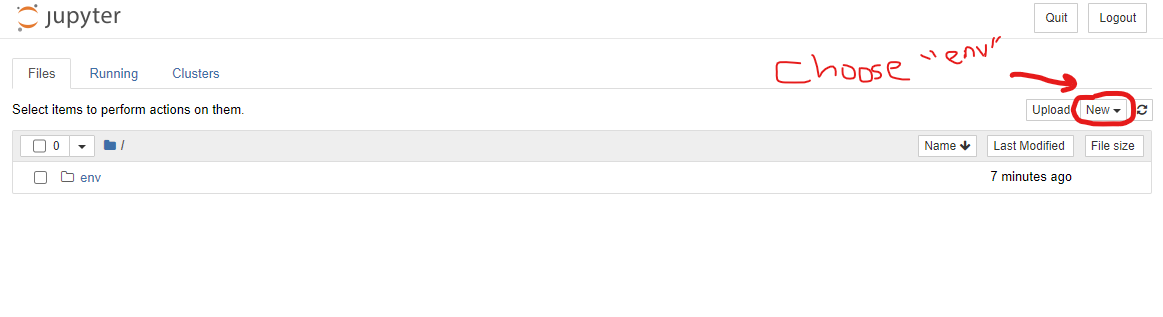 jupyter
Quit
Logout
Choose "env"
Files
Running
Clusters
Select items to perform actions on them.
Upload
New
0
/
Name
Last Modified
File size
env
7 minutes ago